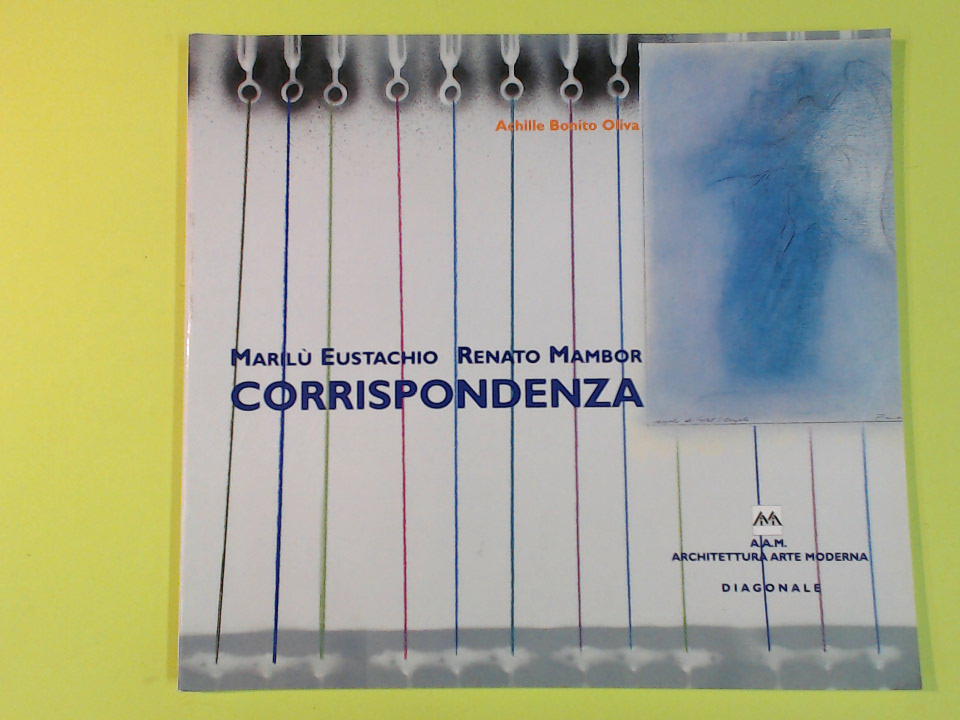 Achille Bonito Oliva
MARILÙ EUSTACHIO RENATO MAMBOR
CORRISPONDENZA
A.A.M.
ARCHITETTURA ARTE MODERNA
DIAGONALE